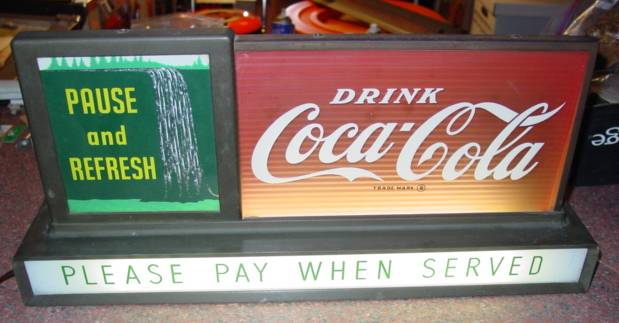 PAUSE
and
REFRESH
DRINK
Coca-Cola
TRADE MARK ®
PLEASE PAY WHEN SERVED